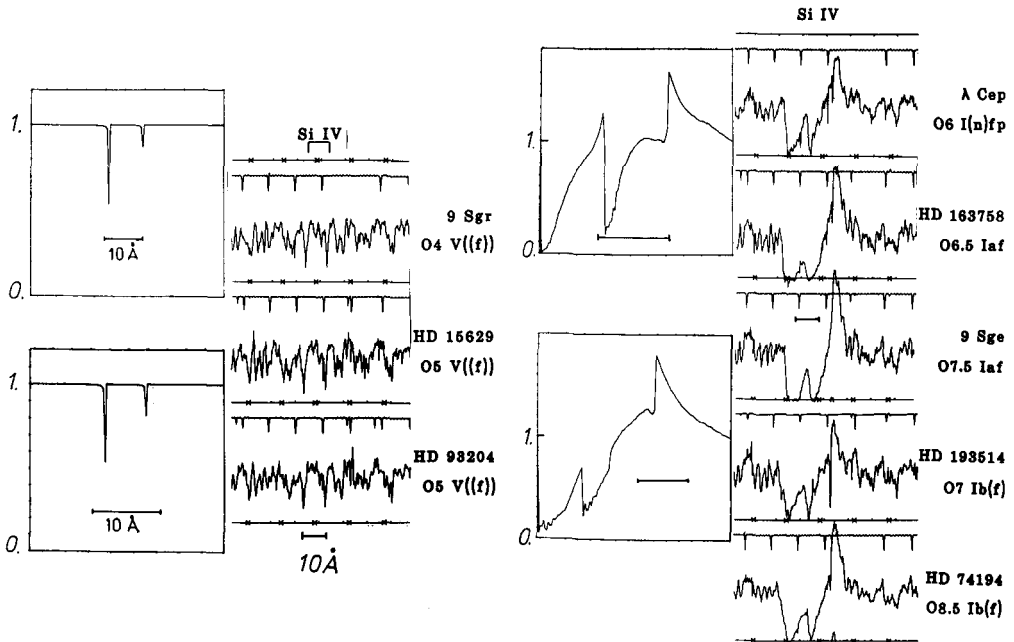 1.
10 Å
0.
1.
10 Å
0.
Si IV
9 Sgr
O4 V((f))
HD 15629
O5 V((f))
HD 93204
O5 V((f))
10Å
1.
0.
1.
0.
Si IV
λ Cep
O6 I(n)fp
HD 163758
O6.5 Iaf
9 Sge
O7.5 Iaf
HD 193514
O7 Ib(f)
HD 74194
O8.5 Ib(f)